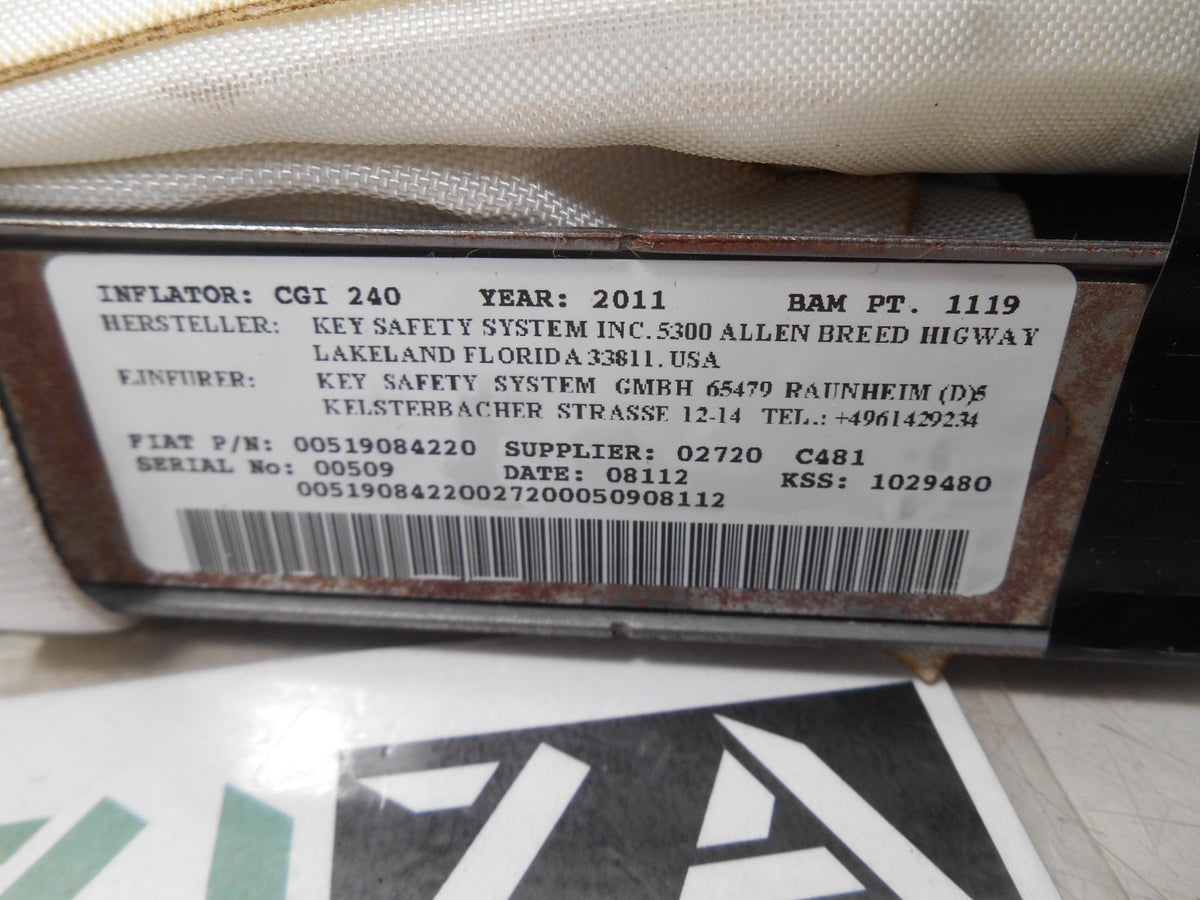 INFLATOR: CGI 240 YEAR: 2011 BAM PT. 1119
HERSTELLER: KEY SAFETY SYSTEM INC.5300 ALLEN BREED HIGWAY
LAKELAND FLORIDA 33811. USA
EINFURER: KEY SAFETY SYSTEM GMBH 65479 RAUNHEIM (D)5
KELSTERBACHER STRASSE 12-14 TEL.: +4961429234
FIAT P/N: 00519084220 SUPPLIER: 02720 C481
SERIAL No: 00509 DATE: 08112 KSS: 1029480
005190842200272000050908112